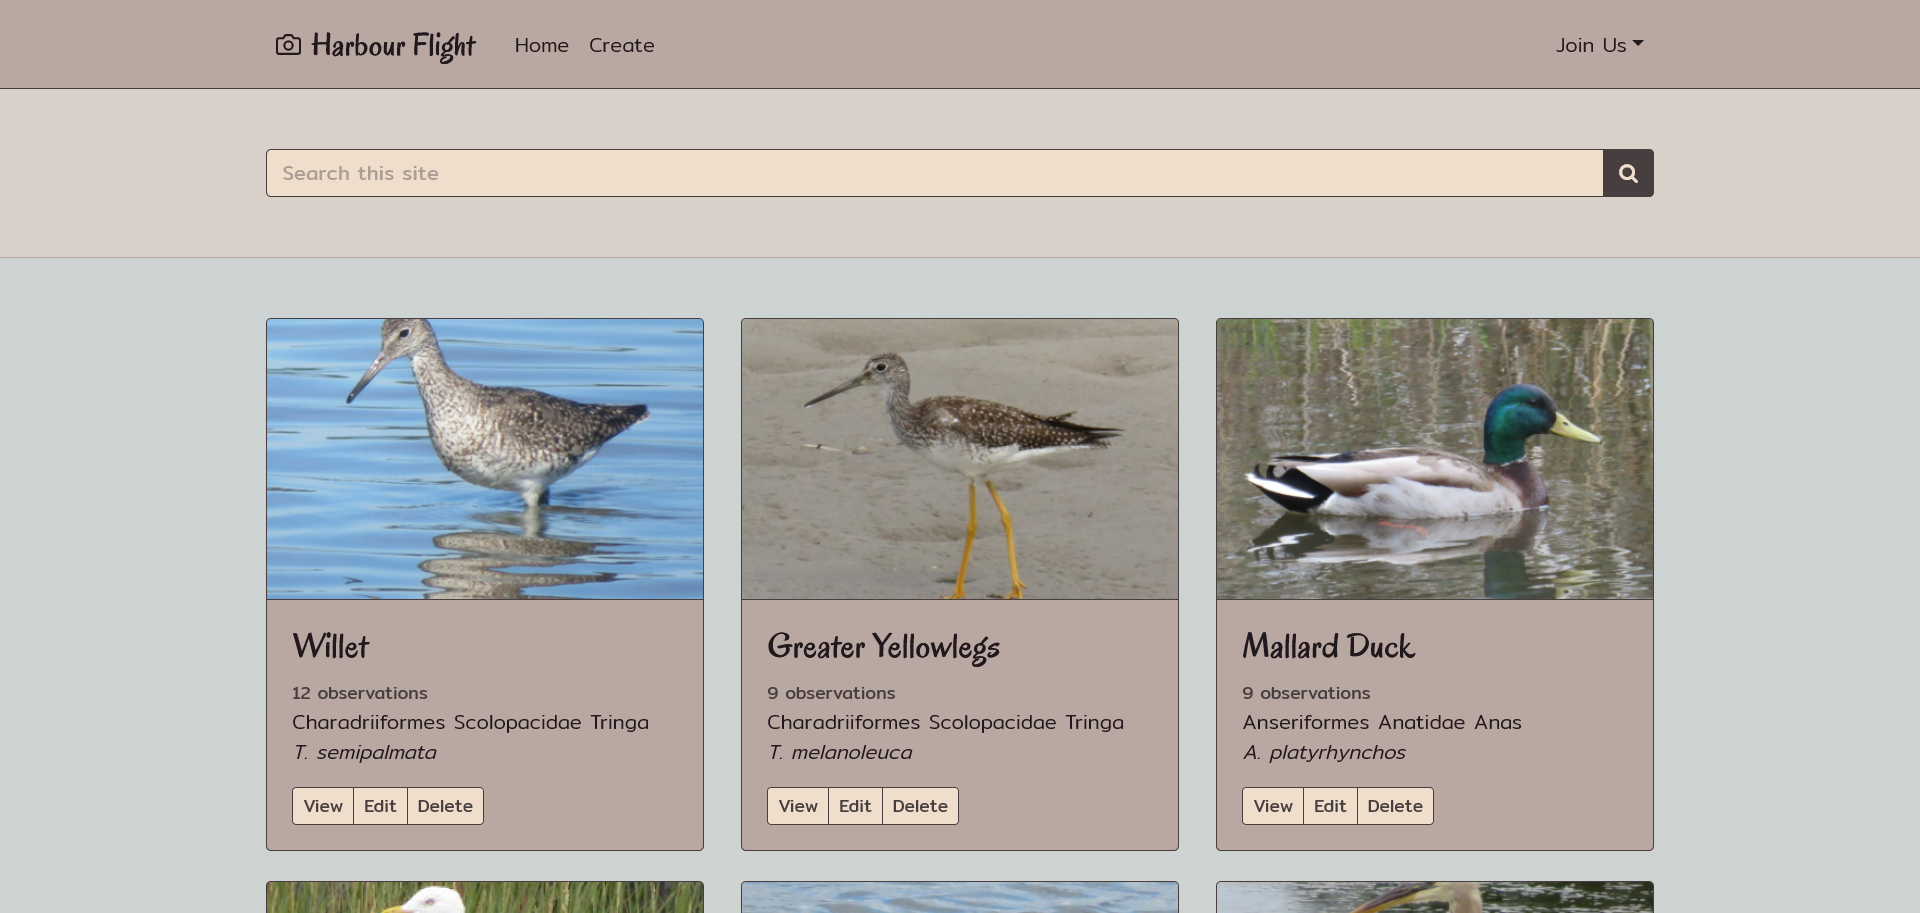 Harbour Flight Home Create Join Us
Search this site
Willet
12 observations
Charadriiformes Scolopacidae Tringa
T. semipalmata
View Edit Delete
Greater Yellowlegs
9 observations
Charadriiformes Scolopacidae Tringa
T. melanoleuca
View Edit Delete
Mallard Duck
9 observations
Anseriformes Anatidae Anas
A. platyrhynchos
View Edit Delete